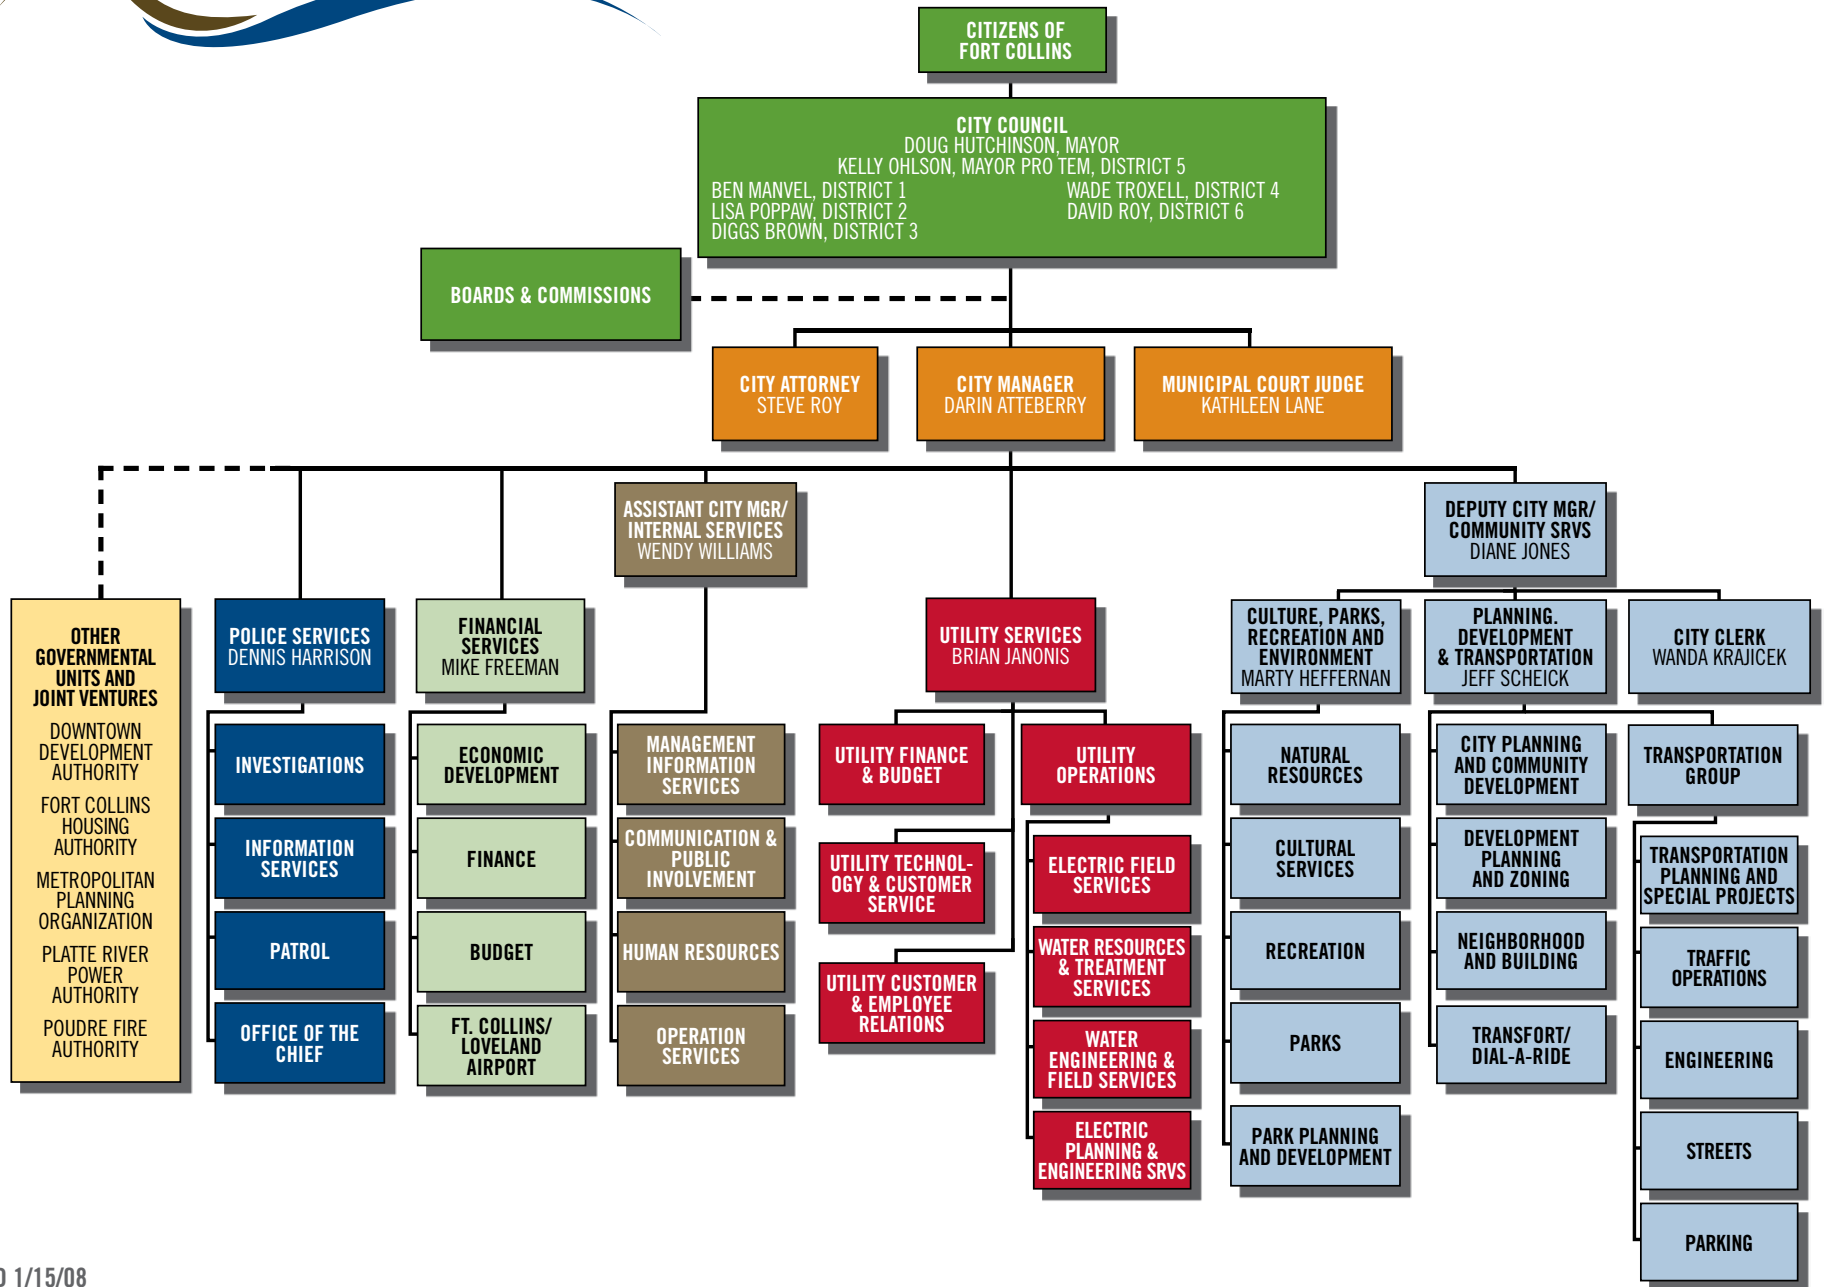 CITIZENS OF
FORT COLLINS
CITY COUNCIL
DOUG HUTCHINSON, MAYOR
KELLY OHLSON, MAYOR PRO TEM, DISTRICT 5
BEN MANVEL, DISTRICT 1
LISA POPPAW, DISTRICT 2
DIGGS BROWN, DISTRICT 3
WADE TROXELL, DISTRICT 4
DAVID ROY, DISTRICT 6
BOARDS & COMMISSIONS
CITY ATTORNEY
STEVE ROY
CITY MANAGER
DARIN ATTEBERRY
MUNICIPAL COURT JUDGE
KATHLEEN LANE
ASSISTANT CITY MGR/
INTERNAL SERVICES
WENDY WILLIAMS
DEPUTY CITY MGR/
COMMUNITY SRVS
DIANE JONES
OTHER
GOVERNMENTAL
UNITS AND
JOINT VENTURES
DOWNTOWN
DEVELOPMENT
AUTHORITY
FORT COLLINS
HOUSING
AUTHORITY
METROPOLITAN
PLANNING
ORGANIZATION
PLATTE RIVER
POWER
AUTHORITY
POUDRE FIRE
AUTHORITY
POLICE SERVICES
DENNIS HARRISON
INVESTIGATIONS
INFORMATION
SERVICES
PATROL
OFFICE OF THE
CHIEF
FINANCIAL
SERVICES
MIKE FREEMAN
ECONOMIC
DEVELOPMENT
FINANCE
BUDGET
FT. COLLINS/
LOVELAND
AIRPORT
MANAGEMENT
INFORMATION
SERVICES
COMMUNICATION &
PUBLIC
INVOLVEMENT
HUMAN RESOURCES
OPERATION
SERVICES
UTILITY SERVICES
BRIAN JANONIS
UTILITY FINANCE
& BUDGET
UTILITY TECHNOL-
OGY & CUSTOMER
SERVICE
UTILITY CUSTOMER
& EMPLOYEE
RELATIONS
UTILITY
OPERATIONS
ELECTRIC FIELD
SERVICES
WATER RESOURCES
& TREATMENT
SERVICES
WATER
ENGINEERING &
FIELD SERVICES
ELECTRIC
PLANNING &
ENGINEERING SRVS
CULTURE, PARKS,
RECREATION AND
ENVIRONMENT
MARTY HEFFERNAN
NATURAL
RESOURCES
CULTURAL
SERVICES
RECREATION
PARKS
PARK PLANNING
AND DEVELOPMENT
PLANNING.
DEVELOPMENT
& TRANSPORTATION
JEFF SCHEICK
CITY PLANNING
AND COMMUNITY
DEVELOPMENT
DEVELOPMENT
PLANNING
AND ZONING
NEIGHBORHOOD
AND BUILDING
TRANSFORT/
DIAL-A-RIDE
CITY CLERK
WANDA KRAJICEK
TRANSPORTATION
GROUP
TRANSPORTATION
PLANNING AND
SPECIAL PROJECTS
TRAFFIC
OPERATIONS
ENGINEERING
STREETS
PARKING
1/15/08